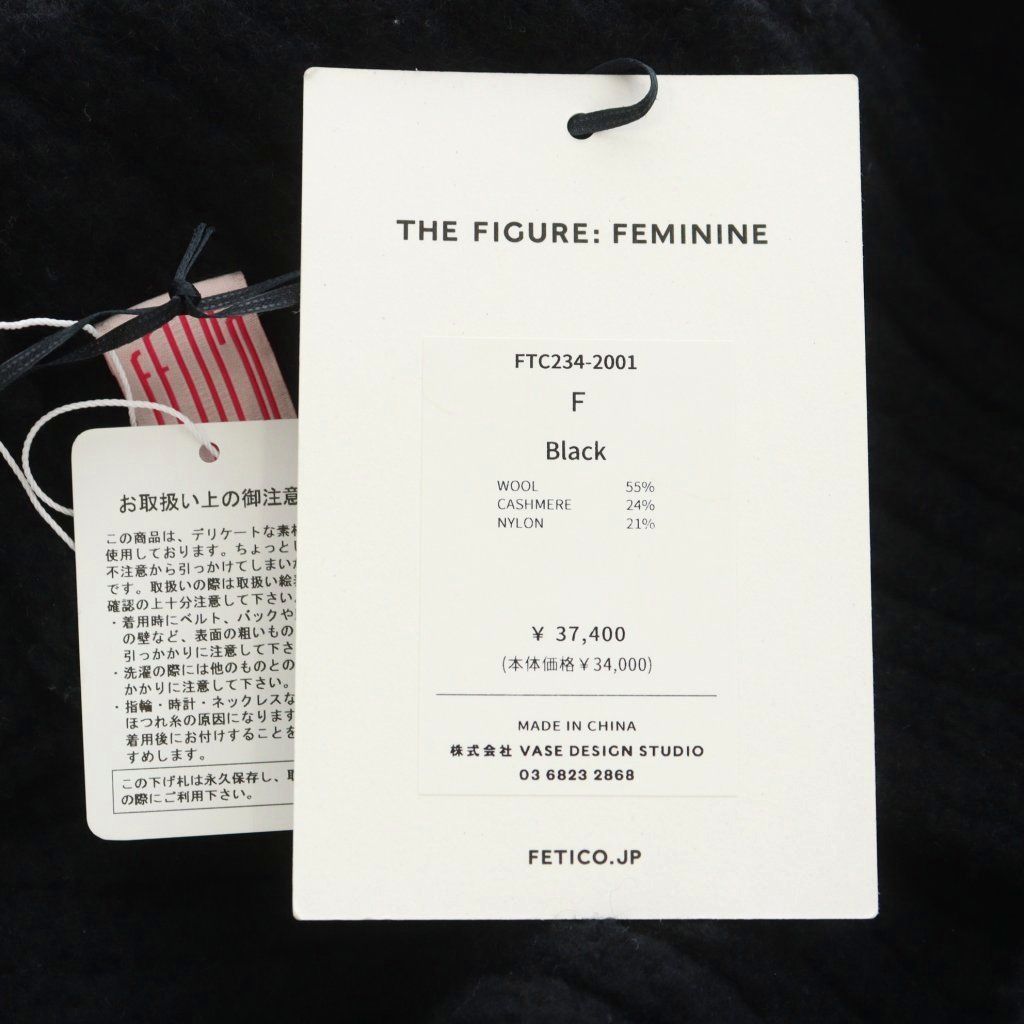 THE FIGURE: FEMININE
FTC234-2001
F
Black
WOOL 55%
CASHMERE 24%
NYLON 21%
¥ 37,400
(本体価格¥34,000)
MADE IN CHINA
株式会社 VASE DESIGN STUDIO
03 6823 2868
FETICO.JP
お取扱い上の御注意
この商品は、デリケートな素
使用しております。ちょっと
不注意から引っかけてしまい
です。取扱いの際は取扱い絵
確認の上十分注意して下さい。
・着用時にベルト、バックや
の壁など、表面の粗いもの
引っかかりに注意して下さ
・洗濯の際には他のものとの
かかりに注意して下さい。
・指輪・時計・ネックレスな
ほつれ糸の原因になります
着用後にお付けすることを
すめします。
この下げ札は永久保存し、
の際にご利用下さい。